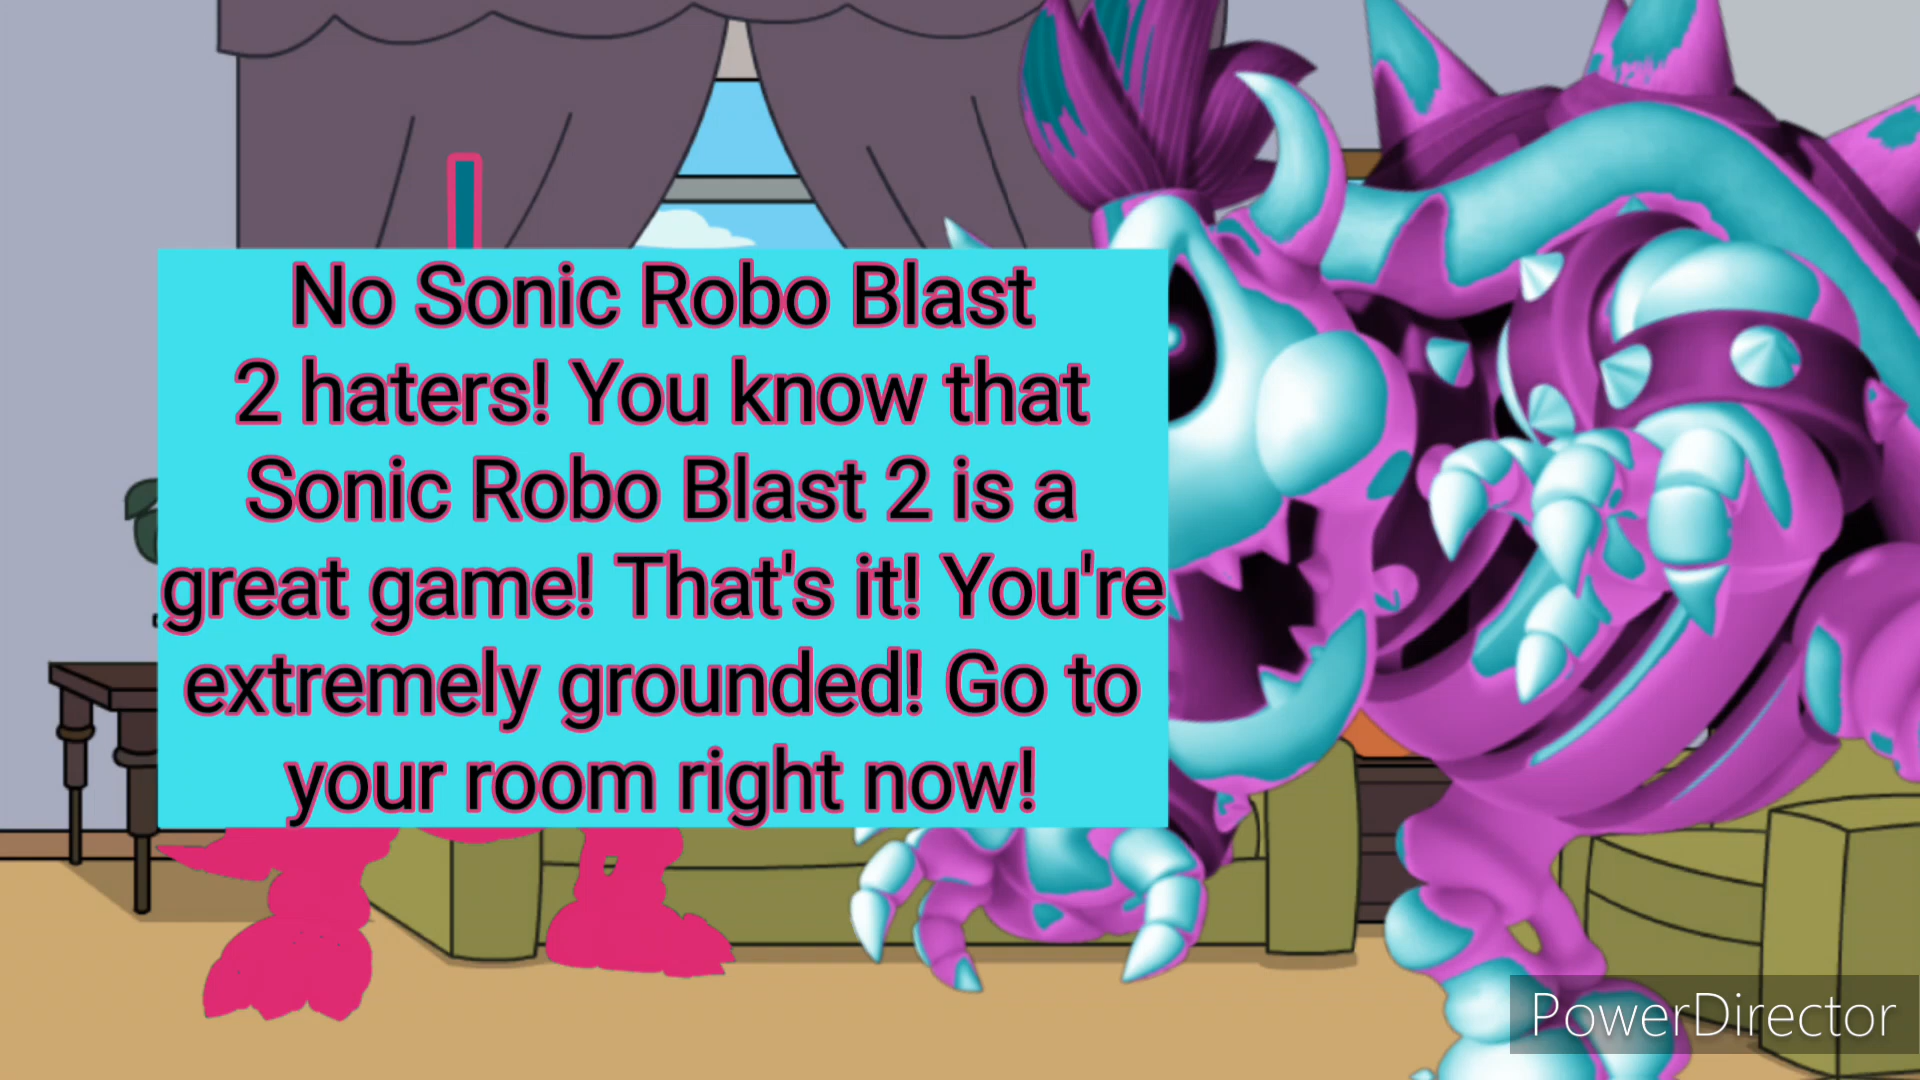 No Sonic Robo Blast
2 haters! You know that
Sonic Robo Blast 2 is a
great game! That's it! You're
extremely grounded! Go to
your room right now!
PowerDirector